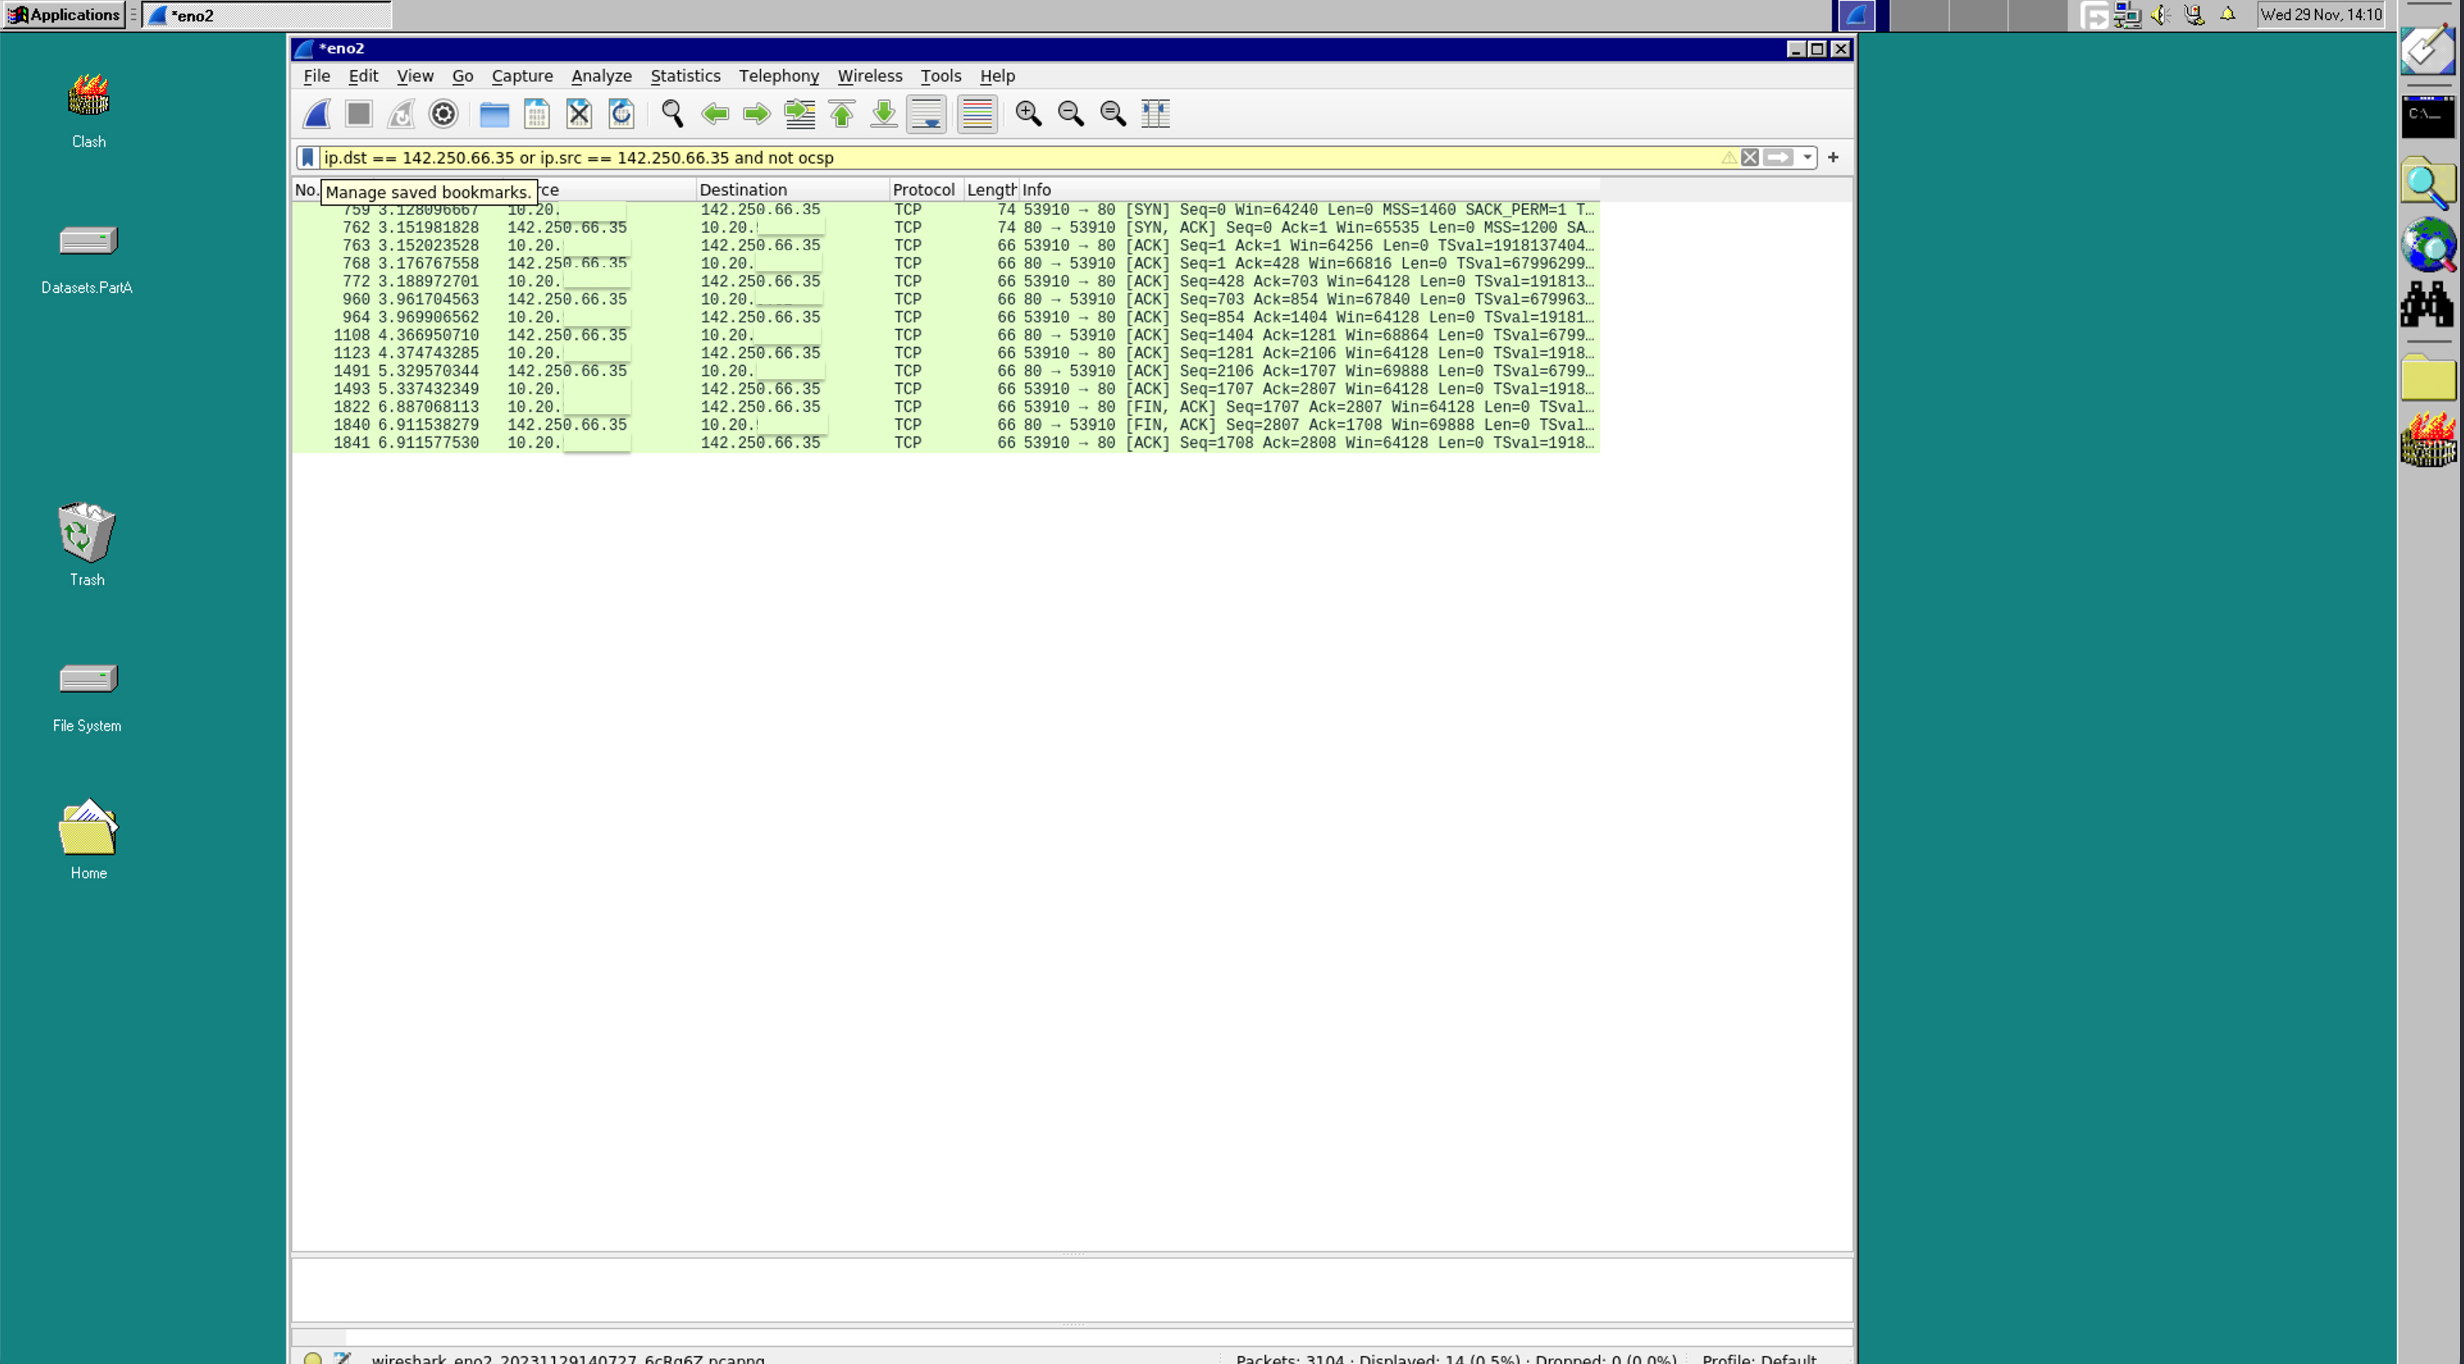 Applications *eno2 Wed 29 Nov, 14:10
Clash
Datasets.PartA
Trash
File System
Home
*eno2
File Edit View Go Capture Analyze Statistics Telephony Wireless Tools Help
ip.dst == 142.250.66.35 or ip.src == 142.250.66.35 and not ocsp
No. rce Destination Protocol Length Info
Manage saved bookmarks.
759 3.128096667 10.20. 142.250.66.35 TCP 74 53910 → 80 [SYN] Seq=0 Win=64240 Len=0 MSS=1460 SACK_PERM=1 T…
762 3.151981828 142.250.66.35 10.20. TCP 74 80 → 53910 [SYN, ACK] Seq=0 Ack=1 Win=65535 Len=0 MSS=1200 SA…
763 3.152023528 10.20. 142.250.66.35 TCP 66 53910 → 80 [ACK] Seq=1 Ack=1 Win=64256 Len=0 TSval=1918137404…
768 3.176767558 142.250.66.35 10.20. TCP 66 80 → 53910 [ACK] Seq=1 Ack=428 Win=66816 Len=0 TSval=67996299…
772 3.188972701 10.20. 142.250.66.35 TCP 66 53910 → 80 [ACK] Seq=428 Ack=703 Win=64128 Len=0 TSval=191813…
960 3.961704563 142.250.66.35 10.20. TCP 66 80 → 53910 [ACK] Seq=703 Ack=854 Win=67840 Len=0 TSval=679963…
964 3.969906562 10.20. 142.250.66.35 TCP 66 53910 → 80 [ACK] Seq=854 Ack=1404 Win=64128 Len=0 TSval=19181…
1108 4.366950710 142.250.66.35 10.20. TCP 66 80 → 53910 [ACK] Seq=1404 Ack=1281 Win=68864 Len=0 TSval=6799…
1123 4.374743285 10.20. 142.250.66.35 TCP 66 53910 → 80 [ACK] Seq=1281 Ack=2106 Win=64128 Len=0 TSval=1918…
1491 5.329570344 142.250.66.35 10.20. TCP 66 80 → 53910 [ACK] Seq=2106 Ack=1707 Win=69888 Len=0 TSval=6799…
1493 5.337432349 10.20. 142.250.66.35 TCP 66 53910 → 80 [ACK] Seq=1707 Ack=2807 Win=64128 Len=0 TSval=1918…
1822 6.887068113 10.20. 142.250.66.35 TCP 66 53910 → 80 [FIN, ACK] Seq=1707 Ack=2807 Win=64128 Len=0 TSval…
1840 6.911538279 142.250.66.35 10.20. TCP 66 80 → 53910 [FIN, ACK] Seq=2807 Ack=1708 Win=69888 Len=0 TSval…
1841 6.911577530 10.20. 142.250.66.35 TCP 66 53910 → 80 [ACK] Seq=1708 Ack=2808 Win=64128 Len=0 TSval=1918…
C:\_
wireshark_eno2_20231129140727_6cRg6Z.pcapng Packets: 3104 · Displayed: 14 (0.5%) · Dropped: 0 (0.0%) Profile: Default